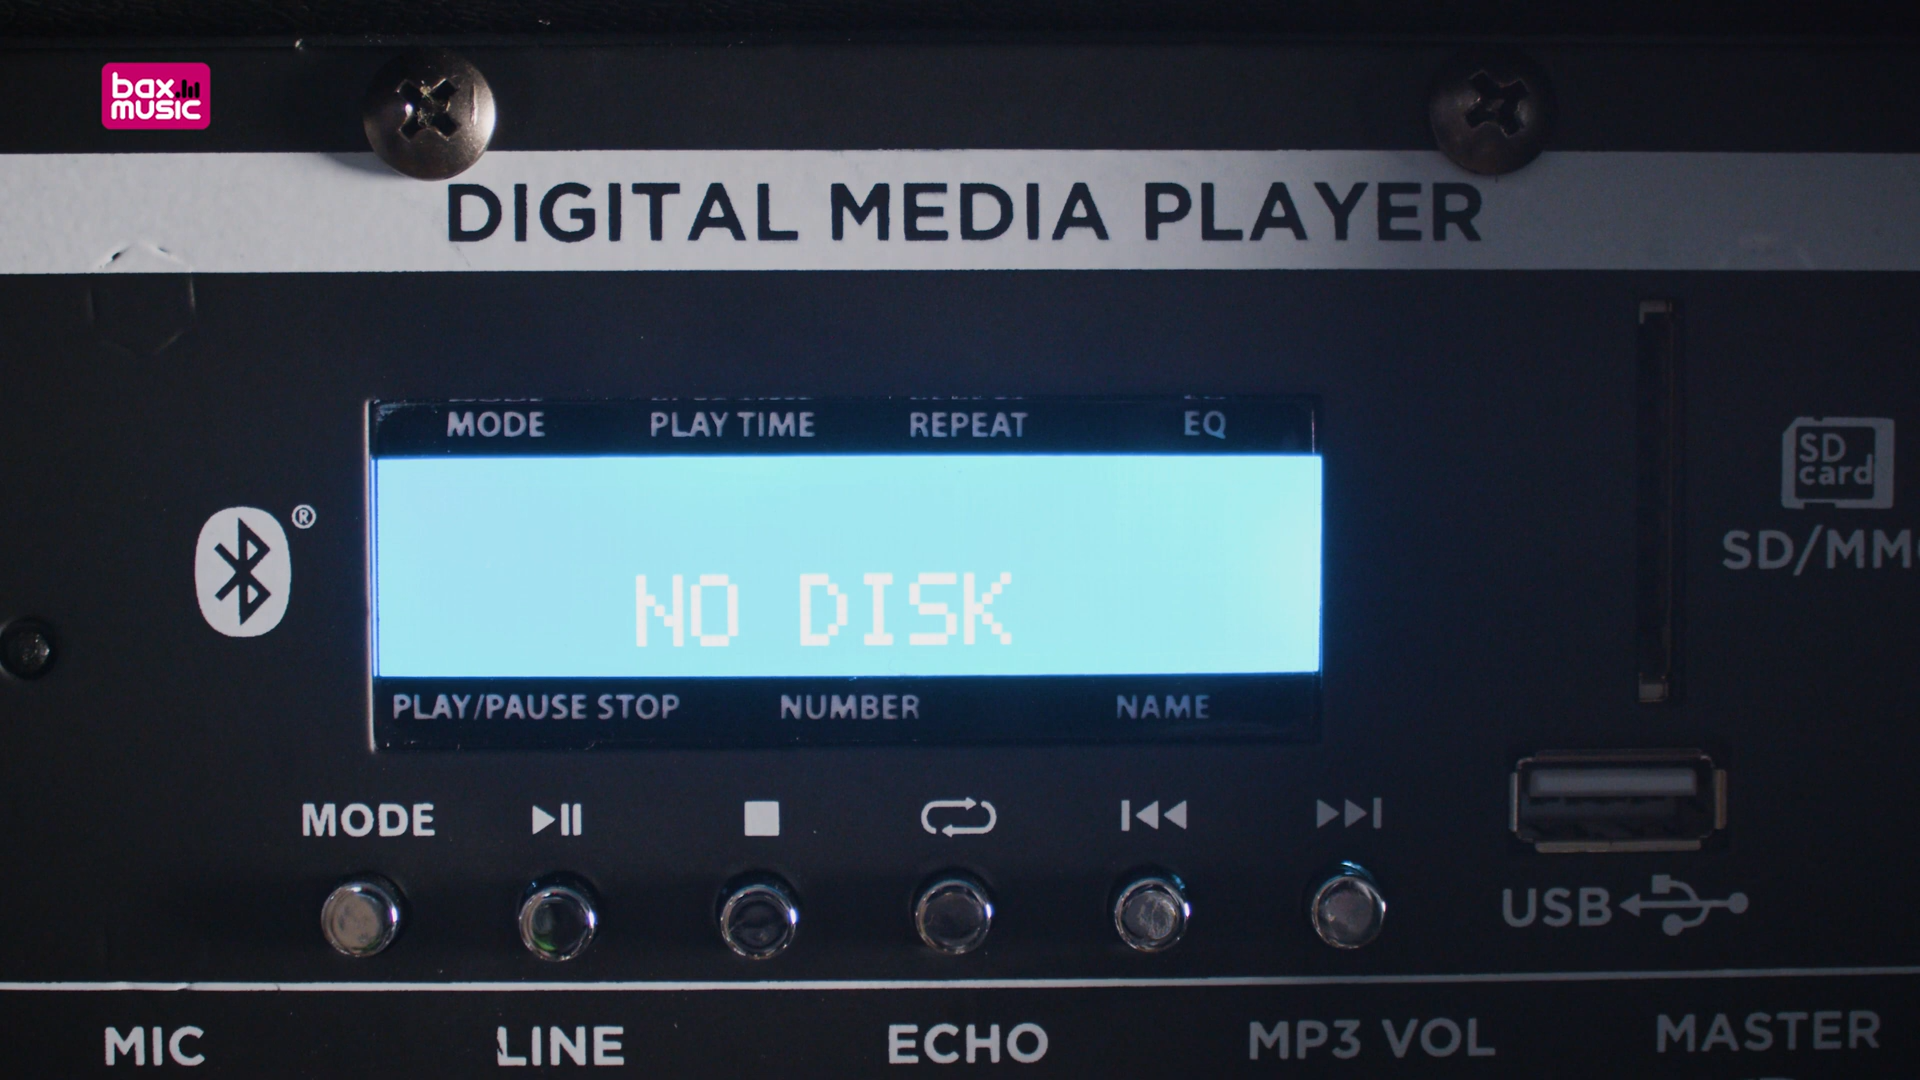 bax
music
DIGITAL MEDIA PLAYER
MODE PLAY TIME REPEAT EQ
NO DISK
PLAY/PAUSE STOP NUMBER NAME
®
SD
card
SD/MM
MODE
USB
MIC LINE ECHO MP3 VOL MASTER